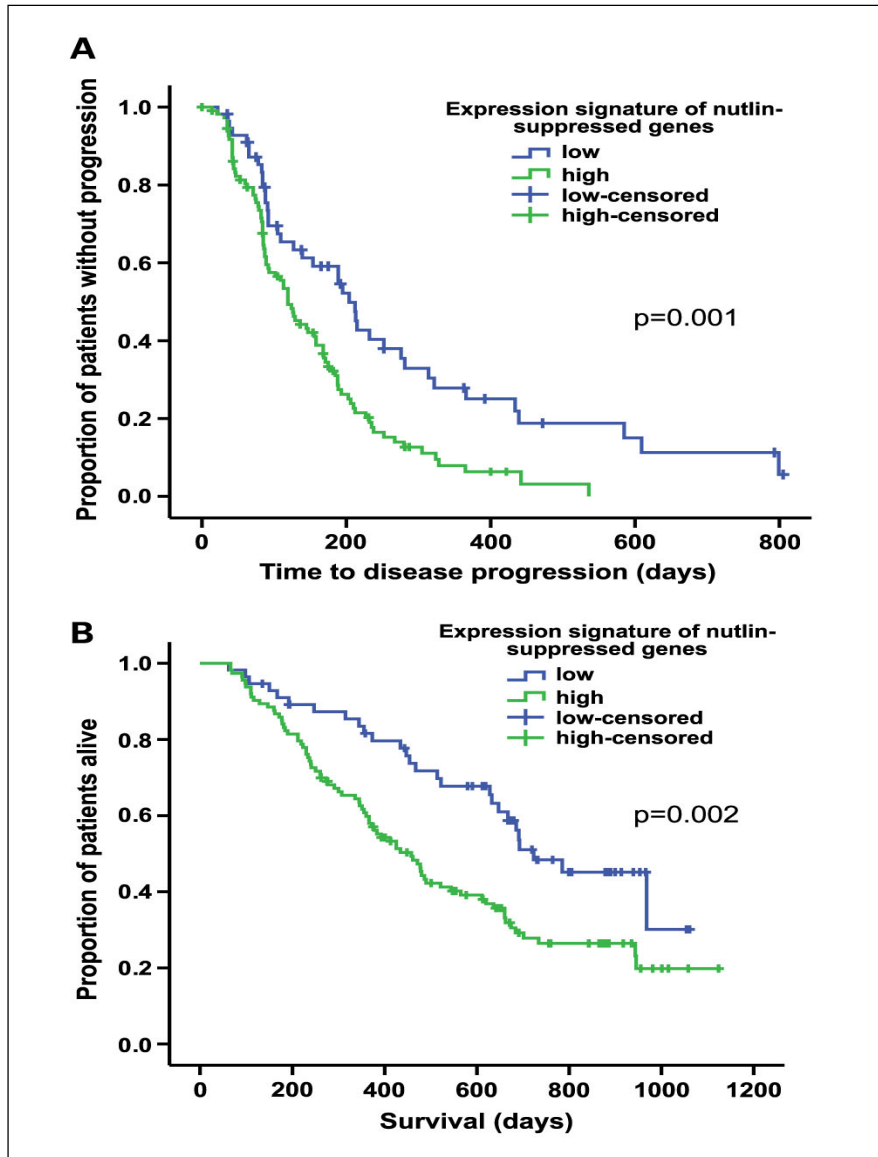 A
Expression signature of nutlin-
suppressed genes
low
high
low-censored
high-censored
p=0.001
Proportion of patients without progression
1.0
0.8
0.6
0.4
0.2
0.0
0
200
400
600
800
Time to disease progression (days)
B
Expression signature of nutlin-
suppressed genes
low
high
low-censored
high-censored
p=0.002
Proportion of patients alive
1.0
0.8
0.6
0.4
0.2
0.0
0
200
400
600
800
1000
1200
Survival (days)